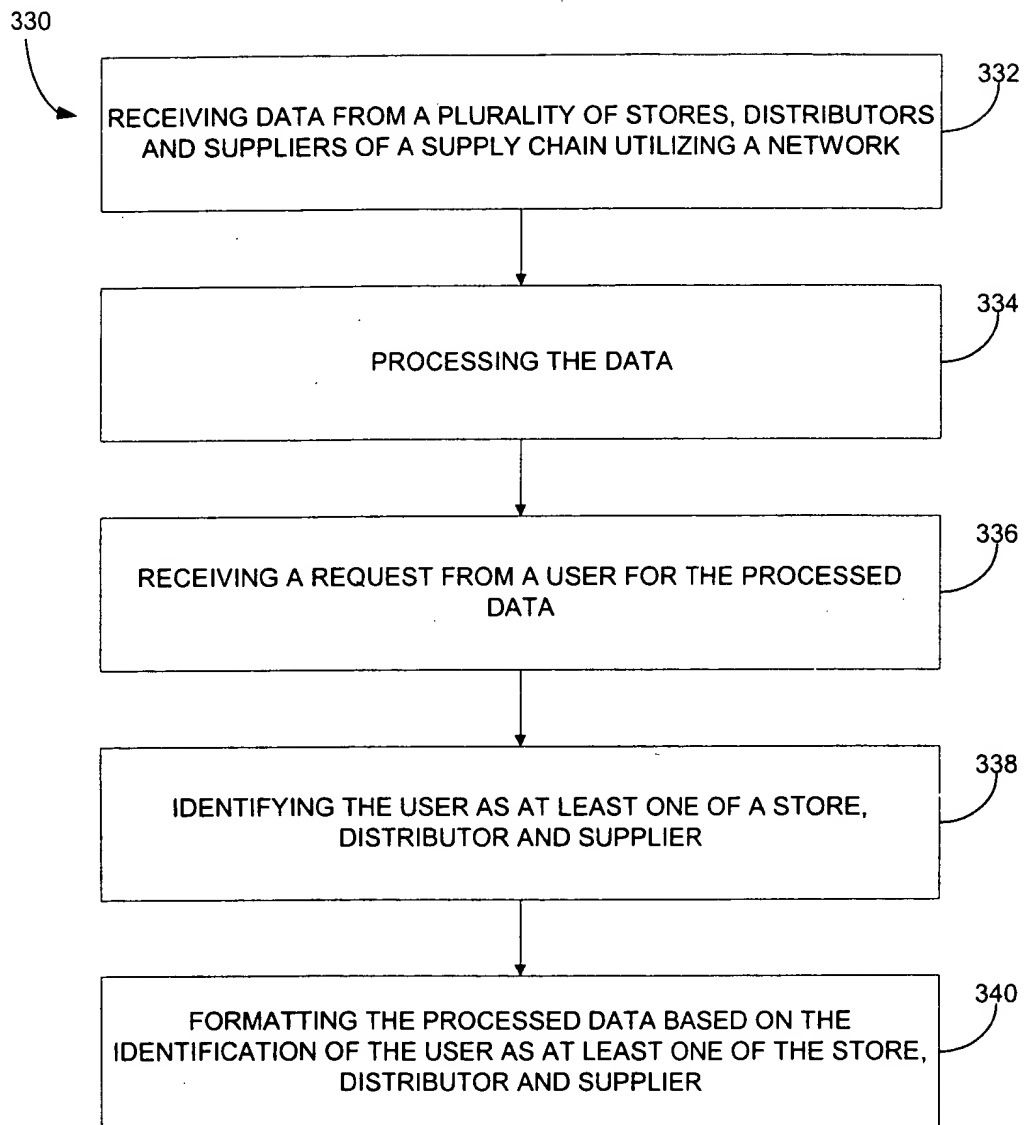 330
332
RECEIVING DATA FROM A PLURALITY OF STORES, DISTRIBUTORS
AND SUPPLIERS OF A SUPPLY CHAIN UTILIZING A NETWORK
334
PROCESSING THE DATA
336
RECEIVING A REQUEST FROM A USER FOR THE PROCESSED
DATA
338
IDENTIFYING THE USER AS AT LEAST ONE OF A STORE,
DISTRIBUTOR AND SUPPLIER
340
FORMATTING THE PROCESSED DATA BASED ON THE
IDENTIFICATION OF THE USER AS AT LEAST ONE OF THE STORE,
DISTRIBUTOR AND SUPPLIER